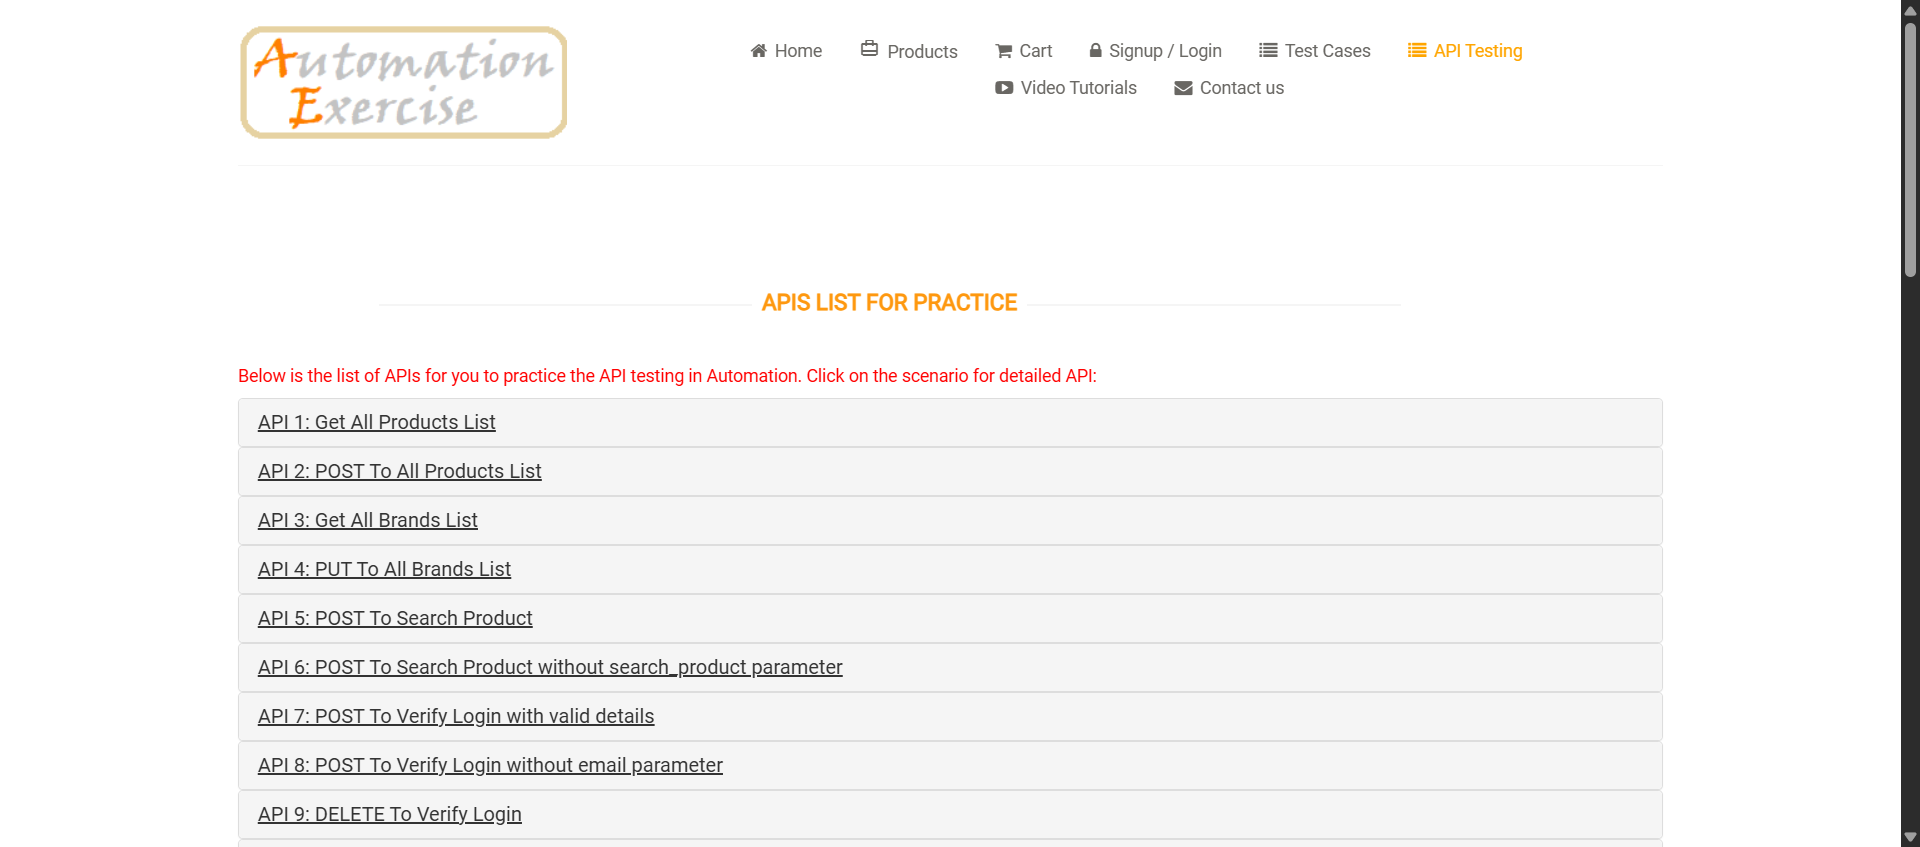 Automation
Exercise
Home Products Cart Signup / Login Test Cases API Testing
Video Tutorials Contact us
APIS LIST FOR PRACTICE
Below is the list of APIs for you to practice the API testing in Automation. Click on the scenario for detailed API:
API 1: Get All Products List
API 2: POST To All Products List
API 3: Get All Brands List
API 4: PUT To All Brands List
API 5: POST To Search Product
API 6: POST To Search Product without search_product parameter
API 7: POST To Verify Login with valid details
API 8: POST To Verify Login without email parameter
API 9: DELETE To Verify Login